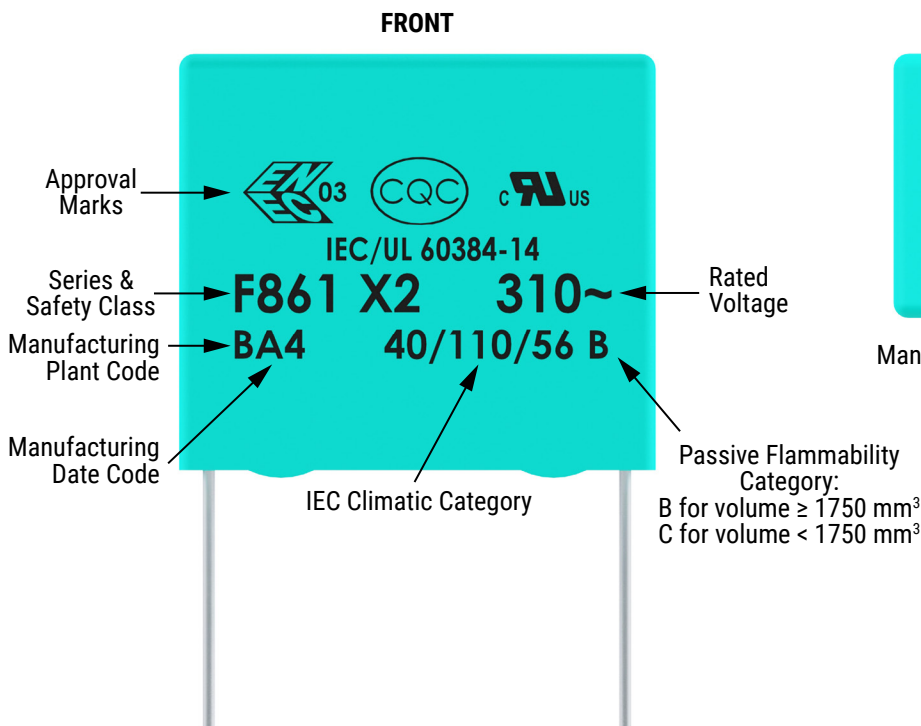 FRONT
Approval
Marks
EN
EC
03
CQC
c RU US
IEC/UL 60384-14
Series &
Safety Class
F861 X2 310~
Rated
Voltage
Manufacturing
Plant Code
BA4 40/110/56 B
Man
Manufacturing
Date Code
IEC Climatic Category
Passive Flammability
Category:
B for volume ≥ 1750 mm³
C for volume < 1750 mm³